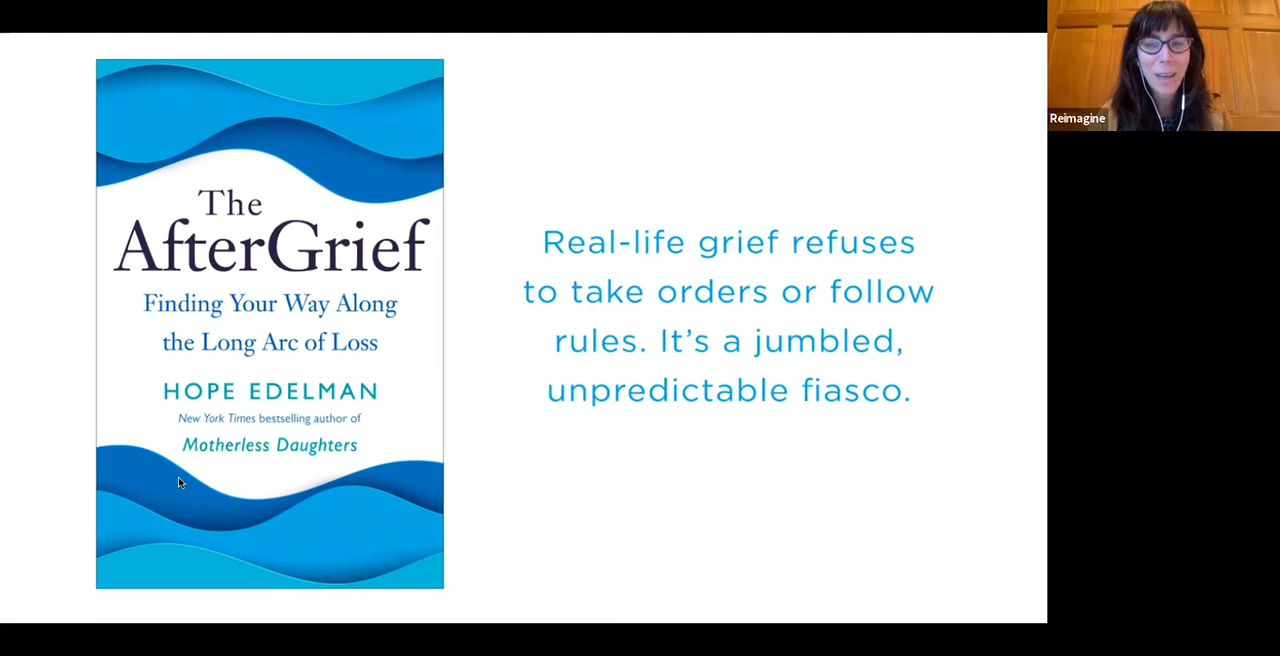 The
AfterGrief
Finding Your Way Along
the Long Arc of Loss
HOPE EDELMAN
New York Times bestselling author of
Motherless Daughters
Real-life grief refuses
to take orders or follow
rules. It’s a jumbled,
unpredictable fiasco.
Reimagine